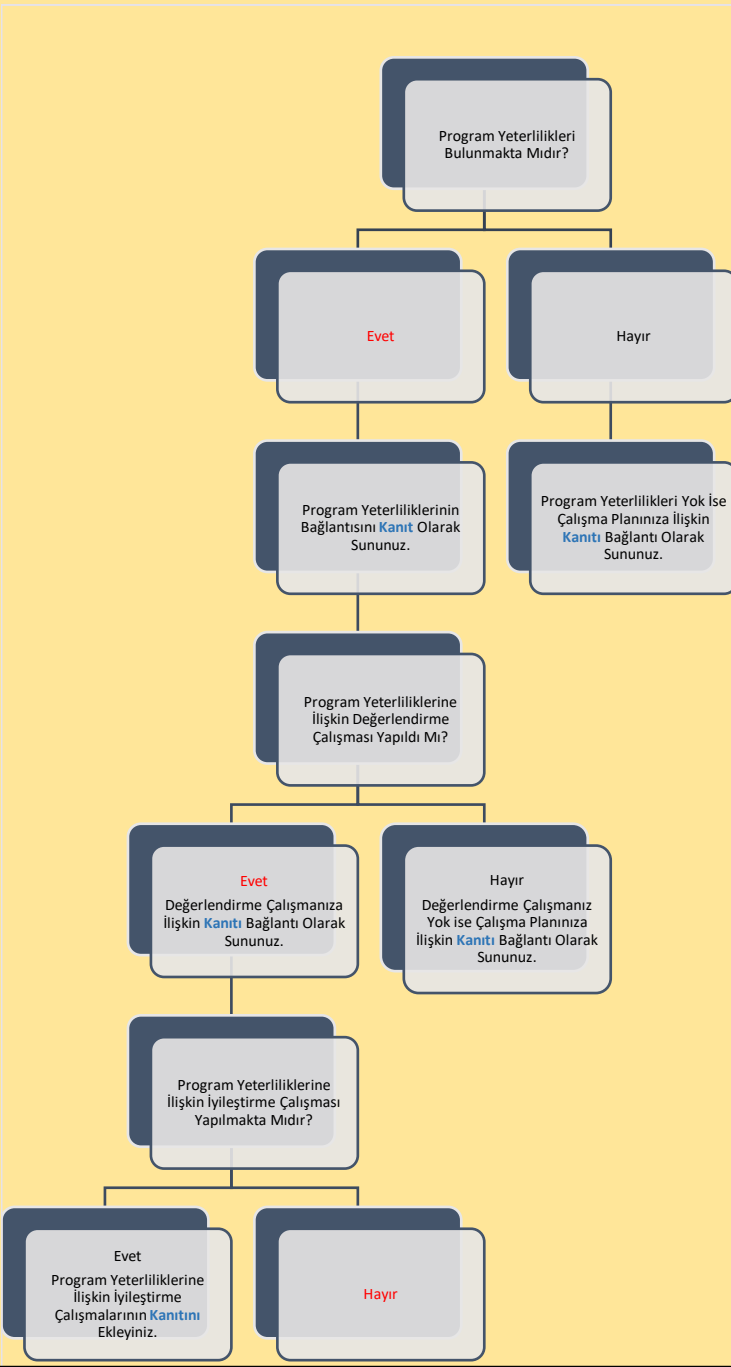 Program Yeterlilikleri
Bulunmakta Mıdır?
Evet
Hayır
Program Yeterliliklerinin
Bağlantısını Kanıt Olarak
Sununuz.
Program Yeterlilikleri Yok İse
Çalışma Planınıza İlişkin
Kanıtı Bağlantı Olarak
Sununuz.
Program Yeterliliklerine
İlişkin Değerlendirme
Çalışması Yapıldı Mı?
Evet
Değerlendirme Çalışmanıza
İlişkin Kanıtı Bağlantı Olarak
Sununuz.
Hayır
Değerlendirme Çalışmanız
Yok ise Çalışma Planınıza
İlişkin Kanıtı Bağlantı Olarak
Sununuz.
Program Yeterliliklerine
İlişkin İyileştirme Çalışması
Yapılmakta Mıdır?
Evet
Program Yeterliliklerine
İlişkin İyileştirme
Çalışmalarının Kanıtını
Ekleyiniz.
Hayır